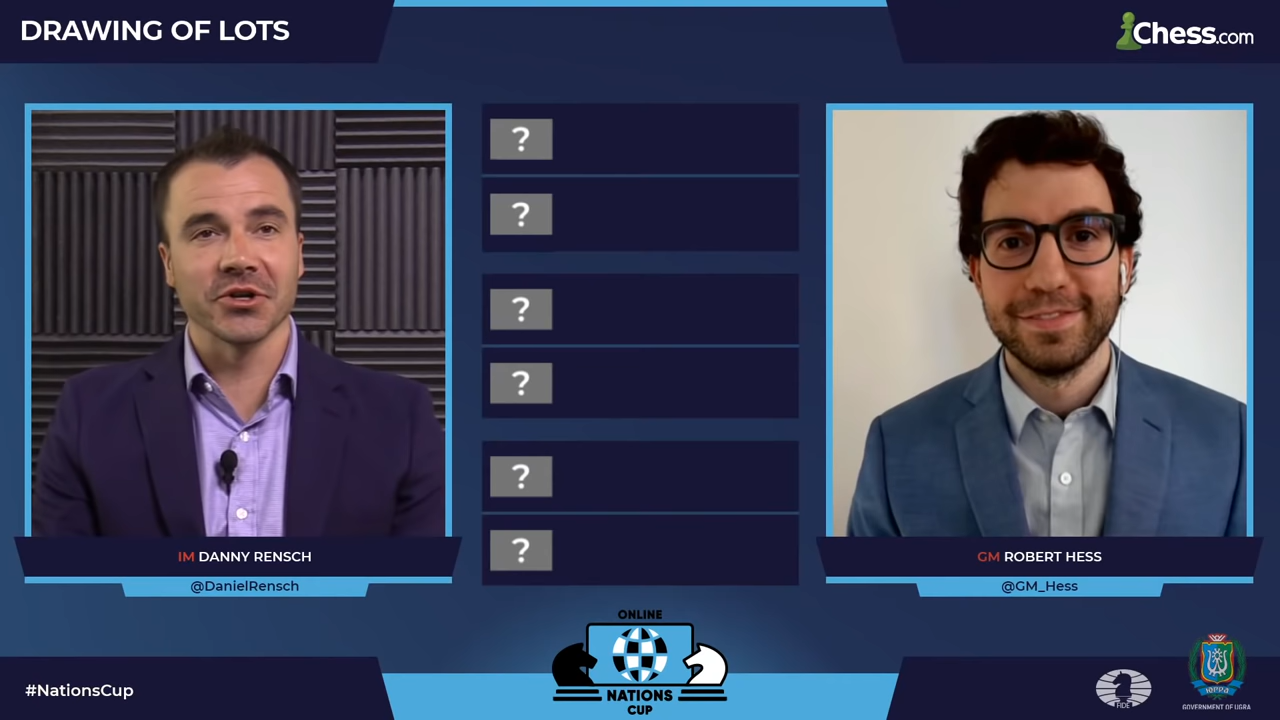 DRAWING OF LOTS
Chess.com
?
?
?
?
?
?
IM DANNY RENSCH
@DanielRensch
GM ROBERT HESS
@GM_Hess
ONLINE
NATIONS
CUP
#NationsCup
FIDE
ЮГРА
GOVERNMENT OF UGRA